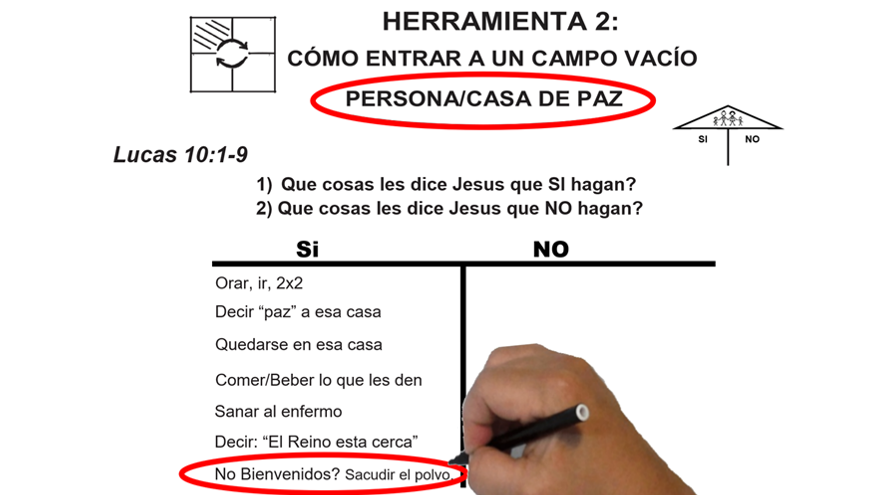 HERRAMIENTA 2:
CÓMO ENTRAR A UN CAMPO VACÍO
PERSONA/CASA DE PAZ
SI NO
Lucas 10:1-9
1) Que cosas les dice Jesus que SI hagan?
2) Que cosas les dice Jesus que NO hagan?
Si NO
Orar, ir, 2x2
Decir “paz” a esa casa
Quedarse en esa casa
Comer/Beber lo que les den
Sanar al enfermo
Decir: “El Reino esta cerca”
No Bienvenidos? Sacudir el polvo.